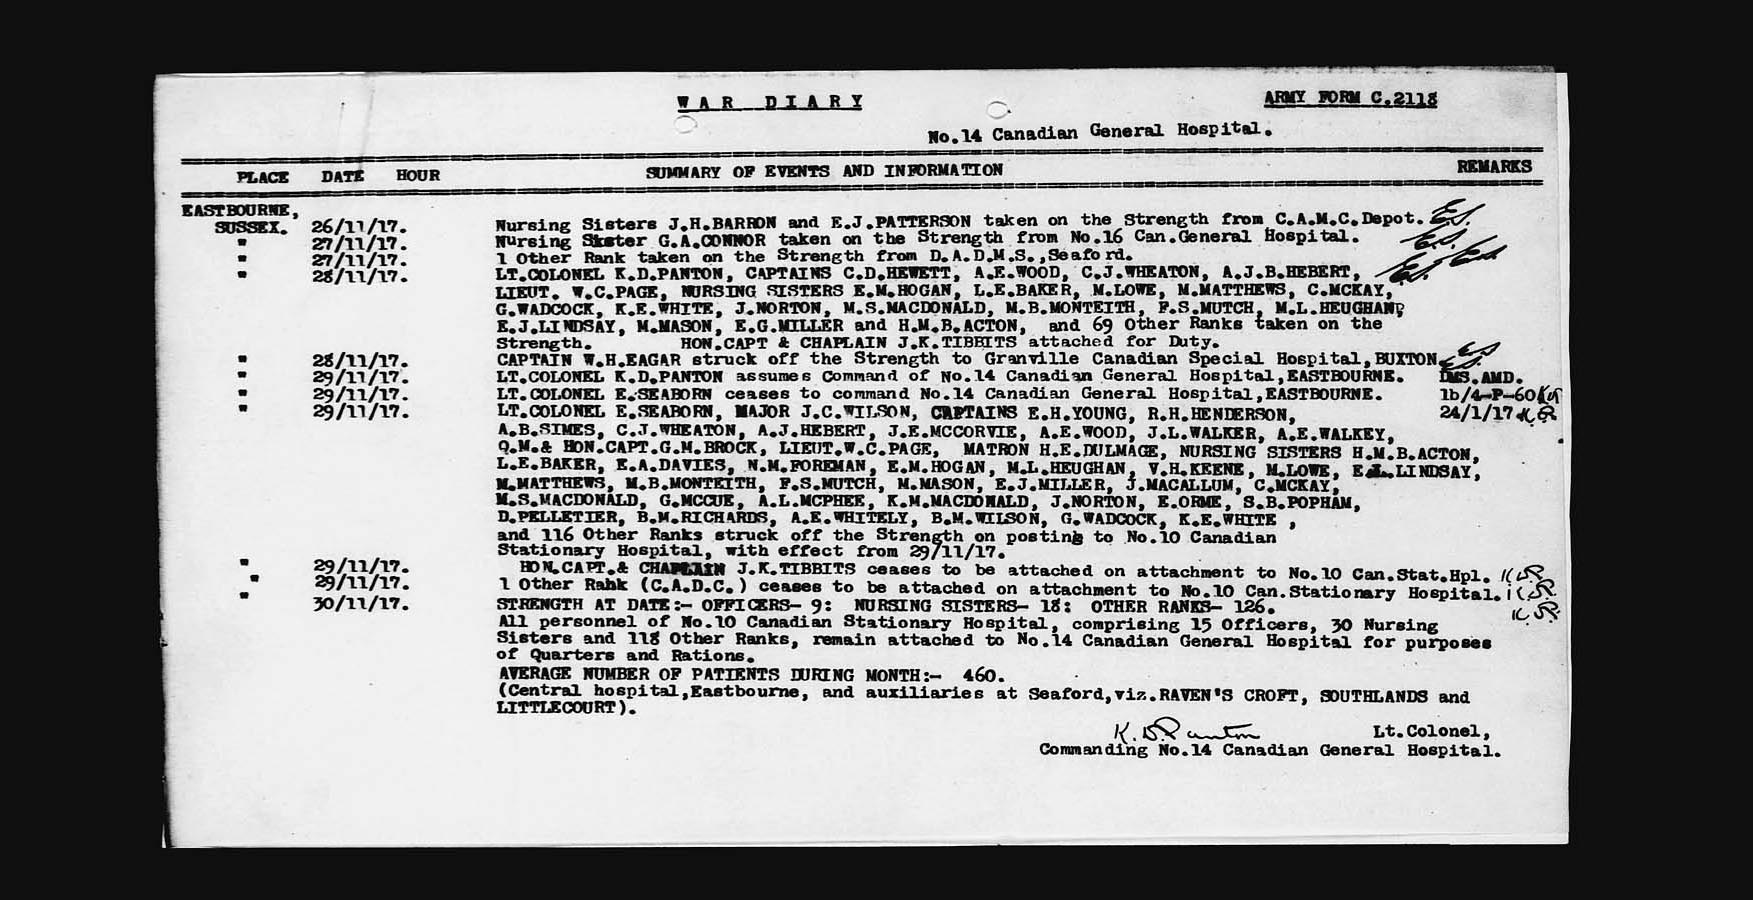 WAR DIARY ARMY FORM C.2118
No.14 Canadian General Hospital.
PLACE DATE HOUR SUMMARY OF EVENTS AND INFORMATION REMARKS
EASTBOURNE,
SUSSEX. 26/11/17. Nursing Sisters J.H.BARRON and E.J.PATTERSON taken on the Strength from C.A.M.C.Depot. E.S.
" 27/11/17. Nursing Sister G.A.CONNOR taken on the Strength from No.16 Can.General Hospital. E.S.
" 27/11/17. 1 Other Rank taken on the Strength from D.A.D.M.S.,Seaford. E.S.
" 28/11/17. LT.COLONEL K.D.PANTON, CAPTAINS C.D.HEWETT, A.E.WOOD, C.J.WHEATON, A.J.B.HEBERT, E.S.
LIEUT. W.C.PAGE, NURSING SISTERS E.M.HOGAN, L.E.BAKER, M.LOWE, M.MATTHEWS, C.MCKAY,
G.WADCOCK, K.E.WHITE, J.NORTON, M.S.MACDONALD, M.B.MONTEITH, F.S.MUTCH, M.L.HEUGHAN,
E.J.LINDSAY, M.MASON, E.G.MILLER and H.M.B.ACTON, and 69 Other Ranks taken on the
Strength. HON.CAPT & CHAPLAIN J.K.TIBBITS attached for Duty. E.S.
" 28/11/17. CAPTAIN W.H.EAGAR struck off the Strength to Granville Canadian Special Hospital,BUXTON. E.S.
" 29/11/17. LT.COLONEL K.D.PANTON assumes Command of No.14 Canadian General Hospital,EASTBOURNE. DMS.AMD.
" 29/11/17. LT.COLONEL E.SEABORN ceases to command No.14 Canadian General Hospital,EASTBOURNE. 1b/4-P-60
" 29/11/17. LT.COLONEL E.SEABORN, MAJOR J.C.WILSON, CAPTAINS E.H.YOUNG, R.H.HENDERSON, 24/1/17
A.B.SIMES, C.J.WHEATON, A.J.HEBERT, J.E.MCCORVIE, A.E.WOOD, J.L.WALKER, A.E.WALKEY,
Q.M.& HON.CAPT.G.M.BROCK, LIEUT.W.C.PAGE, MATRON H.E.DULMAGE, NURSING SISTERS H.M.B.ACTON,
L.E.BAKER, E.A.DAVIES, N.M.FOREMAN, E.M.HOGAN, M.L.HEUGHAN, V.H.KEENE, M.LOWE, LINDSAY,
M.MATTHEWS, M.B.MONTEITH, F.S.MUTCH, M.MASON, E.J.MILLER, J.MACALLUM, C.MCKAY,
M.S.MACDONALD, G.MCCUE, A.L.MCPHEE, K.M.MACDONALD, J.NORTON, E.ORME, S.B.POPHAM,
D.PELLETIER, B.M.RICHARDS, A.E.WHITELY, B.M.WILSON, G.WADCOCK, K.E.WHITE ,
and 116 Other Ranks struck off the Strength on posting to No.10 Canadian
Stationary Hospital, with effect from 29/11/17.
" 29/11/17. HON.CAPT.& CHAPLAIN J.K.TIBBITS ceases to be attached on attachment to No.10 Can.Stat.Hpl.
" 29/11/17. 1 Other Rank (C.A.D.C.) ceases to be attached on attachment to No.10 Can.Stationary Hospital.
" 30/11/17. STRENGTH AT DATE:- OFFICERS- 9: NURSING SISTERS- 18: OTHER RANKS- 126.
All personnel of No.10 Canadian Stationary Hospital, comprising 15 Officers, 30 Nursing
Sisters and 118 Other Ranks, remain attached to No.14 Canadian General Hospital for purposes
of Quarters and Rations.
AVERAGE NUMBER OF PATIENTS DURING MONTH:- 460.
(Central hospital,Eastbourne, and auxiliaries at Seaford,viz.RAVEN'S CROFT, SOUTHLANDS and
LITTLECOURT).
K.D.Panton Lt.Colonel,
Commanding No.14 Canadian General Hospital.